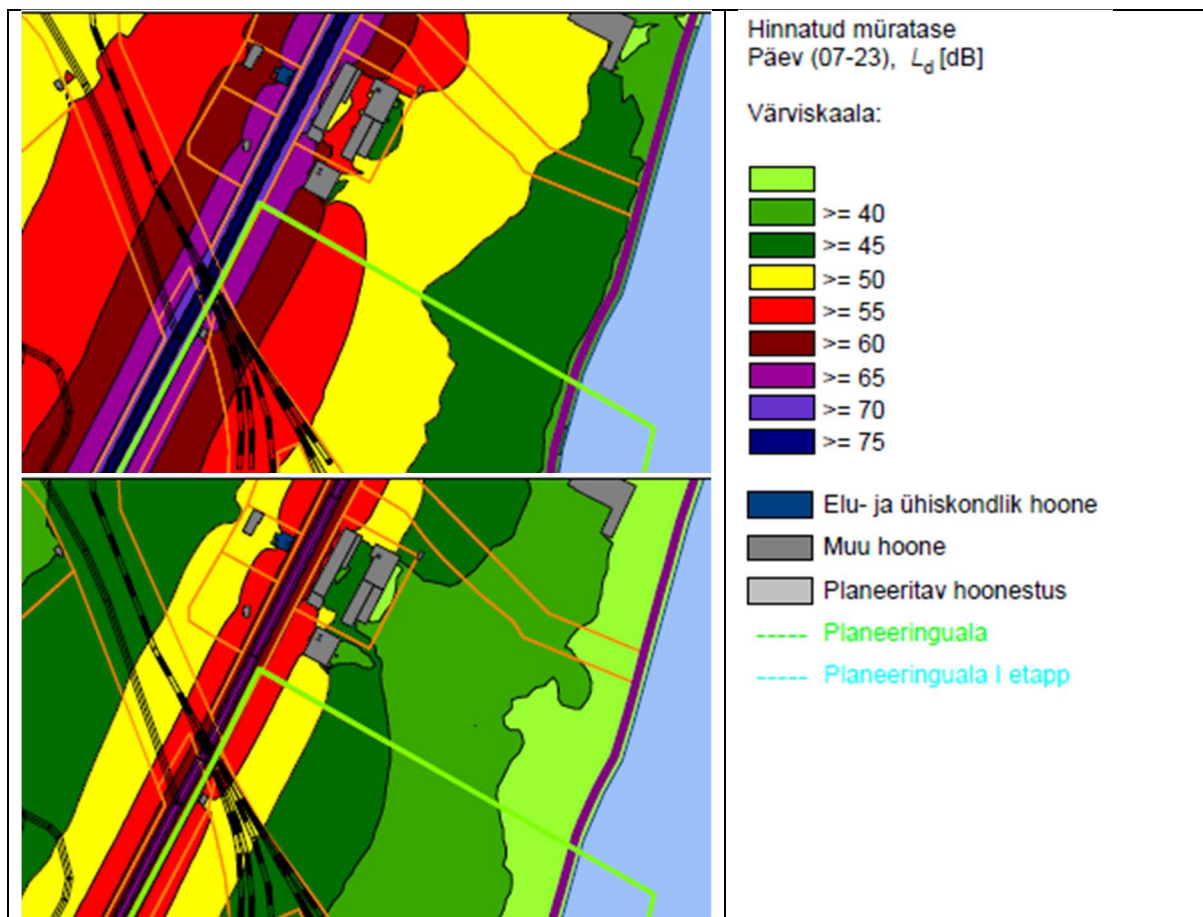 Hinnatud müratase
Päev (07-23), Ld [dB]
Värviskaala:
>= 40
>= 45
>= 50
>= 55
>= 60
>= 65
>= 70
>= 75
Elu- ja ühiskondlik hoone
Muu hoone
Planeeritav hoonestus
Planeeringuala
Planeeringuala I etapp